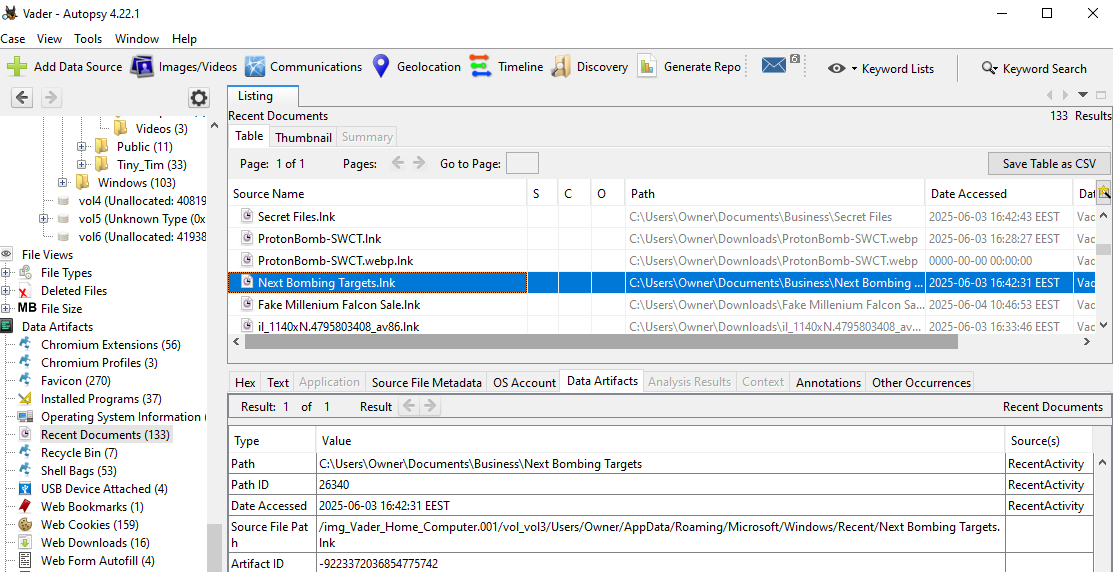 Vader - Autopsy 4.22.1
Case View Tools Window Help
Add Data Source Images/Videos Communications Geolocation Timeline Discovery Generate Repo 6 Keyword Lists Keyword Search
Videos (3)
Public (11)
Tiny_Tim (33)
Windows (103)
vol4 (Unallocated: 40819
vol5 (Unknown Type (0x
vol6 (Unallocated: 41938
File Views
File Types
Deleted Files
MB File Size
Data Artifacts
Chromium Extensions (56)
Chromium Profiles (3)
Favicon (270)
Installed Programs (37)
Operating System Information (
Recent Documents (133)
Recycle Bin (7)
Shell Bags (53)
USB Device Attached (4)
Web Bookmarks (1)
Web Cookies (159)
Web Downloads (16)
Web Form Autofill (4)
Listing
Recent Documents 133 Results
Table Thumbnail Summary
Page: 1 of 1 Pages: Go to Page: Save Table as CSV
Source Name S C O Path Date Accessed Dat
Secret Files.lnk C:\Users\Owner\Documents\Business\Secret Files 2025-06-03 16:42:43 EEST Vac
ProtonBomb-SWCT.lnk C:\Users\Owner\Downloads\ProtonBomb-SWCT.webp 2025-06-03 16:28:27 EEST Vac
ProtonBomb-SWCT.webp.lnk C:\Users\Owner\Downloads\ProtonBomb-SWCT.webp 0000-00-00 00:00:00 Vac
Next Bombing Targets.lnk C:\Users\Owner\Documents\Business\Next Bombing ... 2025-06-03 16:42:31 EEST Vac
Fake Millenium Falcon Sale.lnk C:\Users\Owner\Downloads\Fake Millenium Falcon Sa... 2025-06-04 10:46:53 EEST Vac
il_1140xN.4795803408_av86.lnk C:\Users\Owner\Downloads\il_1140xN.4795803408_av... 2025-06-03 16:33:46 EEST Vac
Hex Text Application Source File Metadata OS Account Data Artifacts Analysis Results Context Annotations Other Occurrences
Result: 1 of 1 Result Recent Documents
Type Value Source(s)
Path C:\Users\Owner\Documents\Business\Next Bombing Targets RecentActivity
Path ID 26340 RecentActivity
Date Accessed 2025-06-03 16:42:31 EEST RecentActivity
Source File Pat
h /img_Vader_Home_Computer.001/vol_vol3/Users/Owner/AppData/Roaming/Microsoft/Windows/Recent/Next Bombing Targets.
lnk
Artifact ID -9223372036854775742